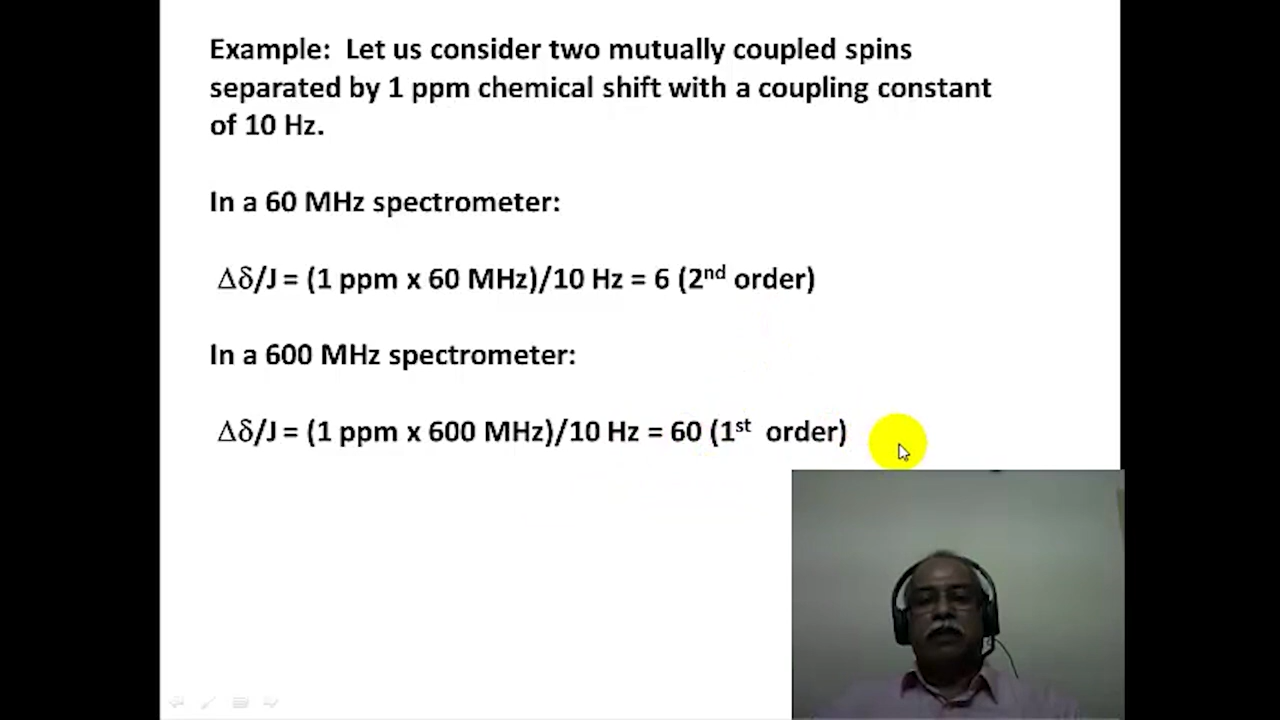 Example: Let us consider two mutually coupled spins
separated by 1 ppm chemical shift with a coupling constant
of 10 Hz.
In a 60 MHz spectrometer:
Δδ/J = (1 ppm x 60 MHz)/10 Hz = 6 (2nd order)
In a 600 MHz spectrometer:
Δδ/J = (1 ppm x 600 MHz)/10 Hz = 60 (1st order)